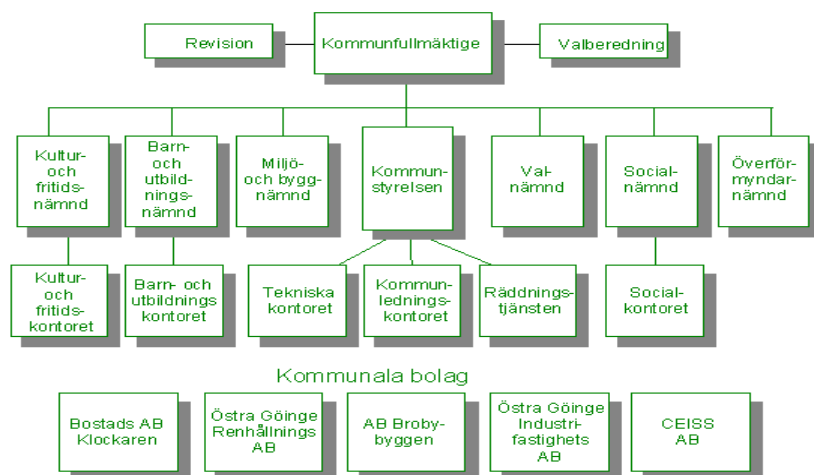 Revision
Kommunfullmäktige
Valberedning
Kultur-
och
fritids-
nämnd
Barn-
och
utbild-
nings-
nämnd
Miljö-
och bygg-
nämnd
Kommun-
styrelsen
Val-
nämnd
Social-
nämnd
Överför-
myndar-
nämnd
Kultur-
och
fritids-
kontoret
Barn- och
utbildnings
kontoret
Tekniska
kontoret
Kommun-
lednings-
kontoret
Räddnings-
tjänsten
Social-
kontoret
Kommunala bolag
Bostads AB
Klockaren
Östra Göinge
Renhållnings
AB
AB Broby-
byggen
Östra Göinge
Industri-
fastighets
AB
CEISS
AB